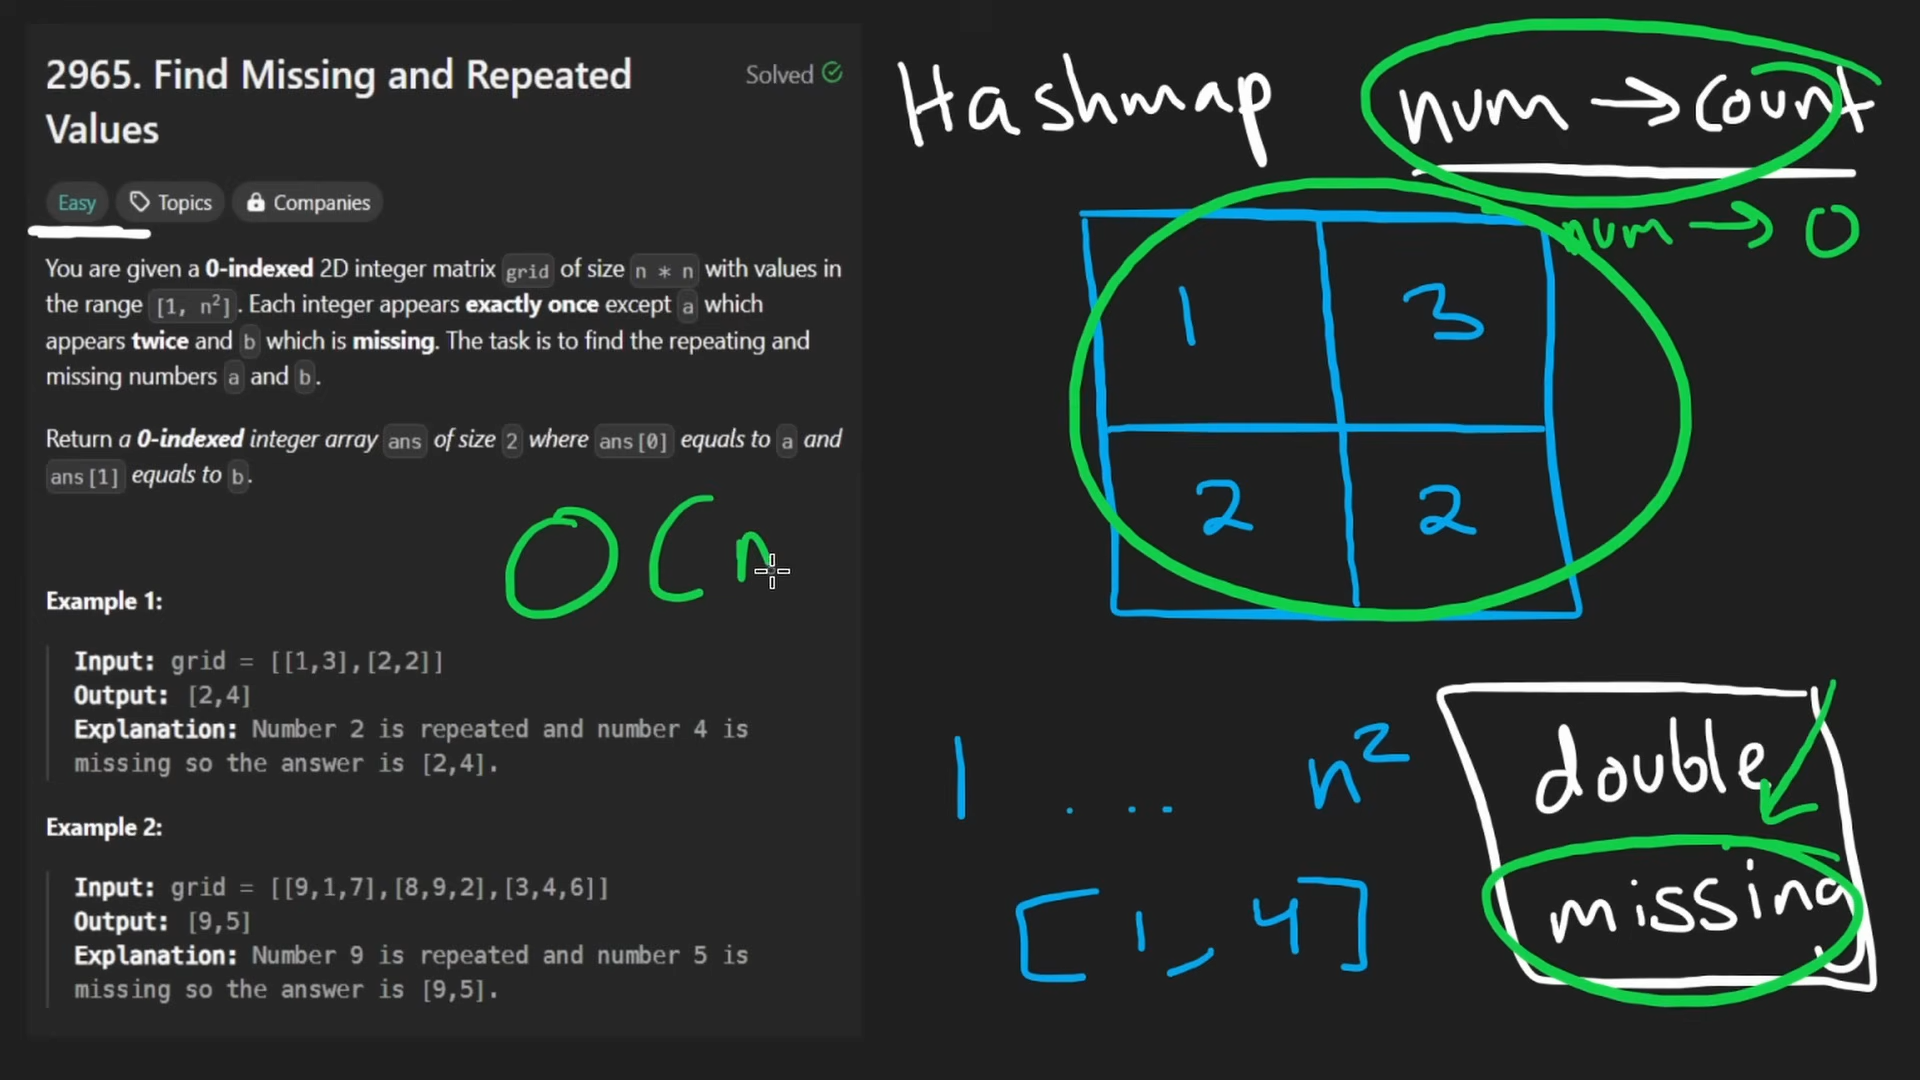 2965. Find Missing and Repeated
Values
Solved
Easy
Topics
Companies
You are given a 0-indexed 2D integer matrix grid of size n * n with values in
the range [1, n²]. Each integer appears exactly once except a which
appears twice and b which is missing. The task is to find the repeating and
missing numbers a and b.
Return a 0-indexed integer array ans of size 2 where ans[0] equals to a and
ans[1] equals to b.
O(n
Example 1:
Input: grid = [[1,3],[2,2]]
Output: [2,4]
Explanation: Number 2 is repeated and number 4 is
missing so the answer is [2,4].
Example 2:
Input: grid = [[9,1,7],[8,9,2],[3,4,6]]
Output: [9,5]
Explanation: Number 9 is repeated and number 5 is
missing so the answer is [9,5].
Hashmap
num → count
num → 0
1 3
2 2
1 ... n²
[1, 4]
double
missing